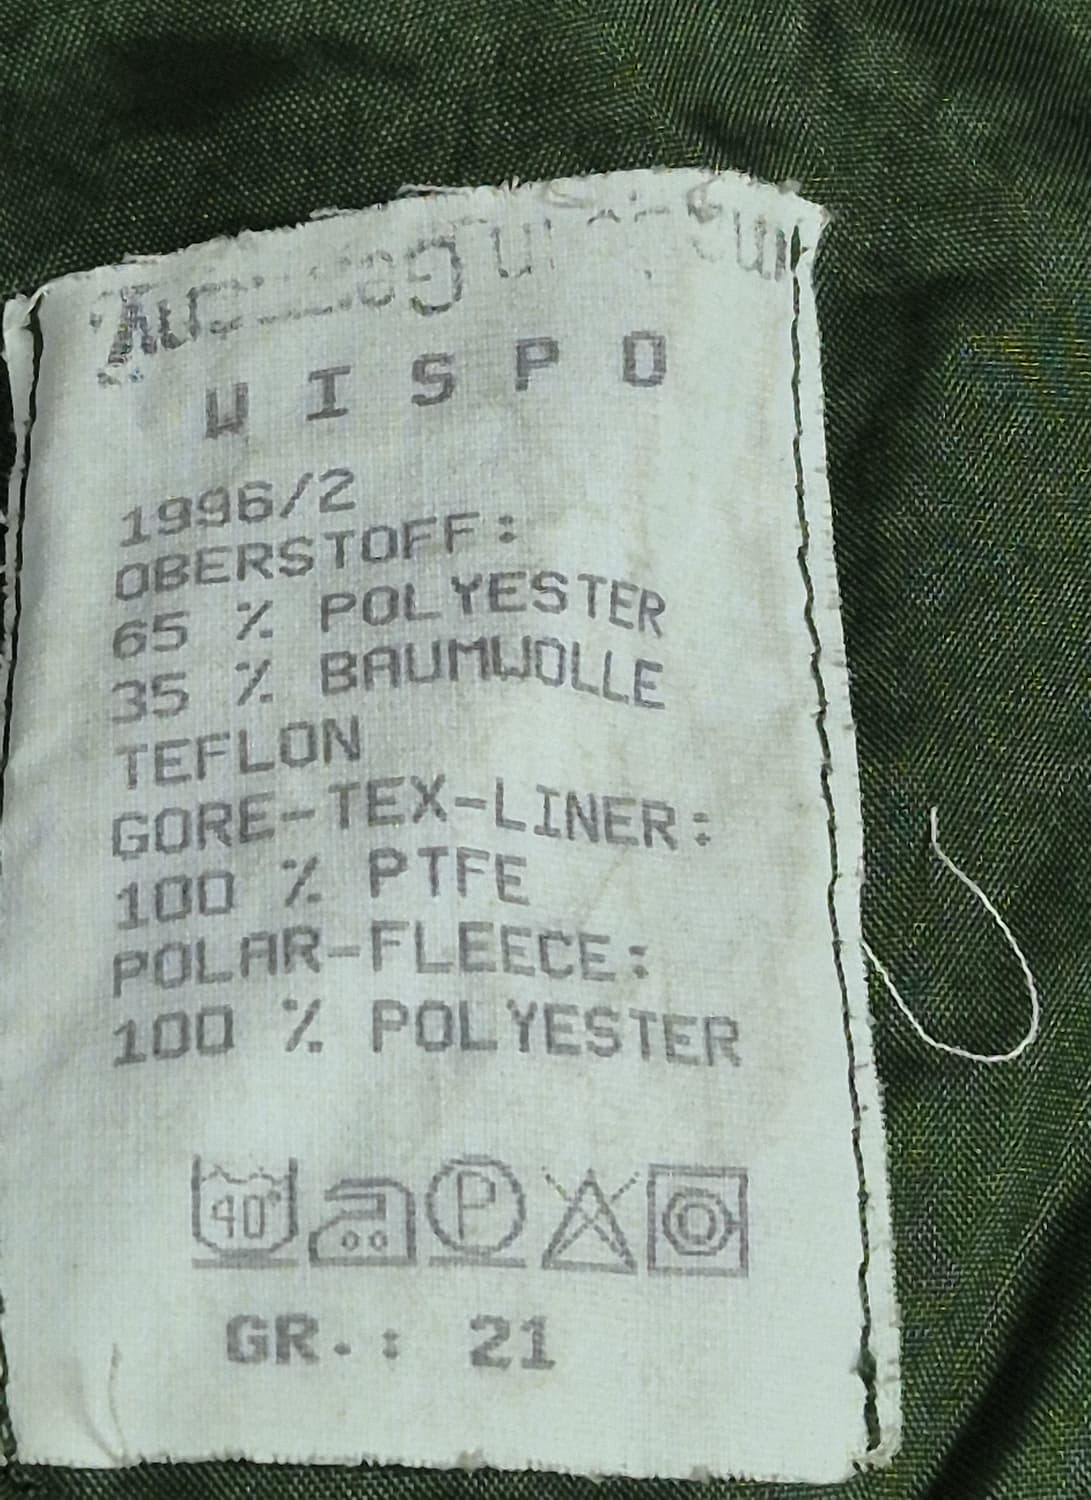 WISPO
1996/2
OBERSTOFF:
65 % POLYESTER
35 % BAUMWOLLE
TEFLON
GORE-TEX-LINER:
100 % PTFE
POLAR-FLEECE:
100 % POLYESTER
40° P
GR.: 21